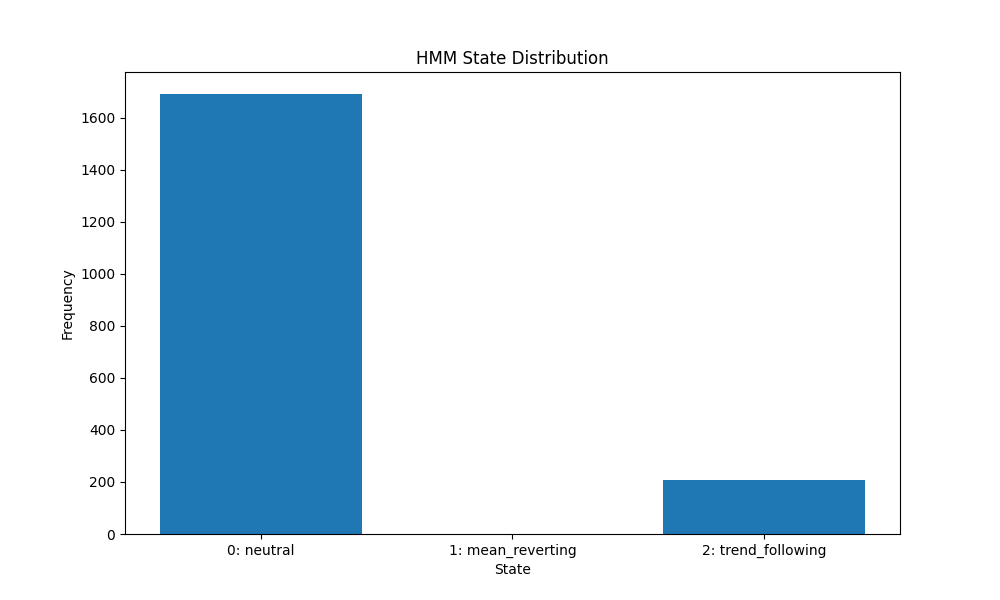 HMM State Distribution
1600
1400
1200
1000
800
600
400
200
0
Frequency
0: neutral
1: mean_reverting
2: trend_following
State